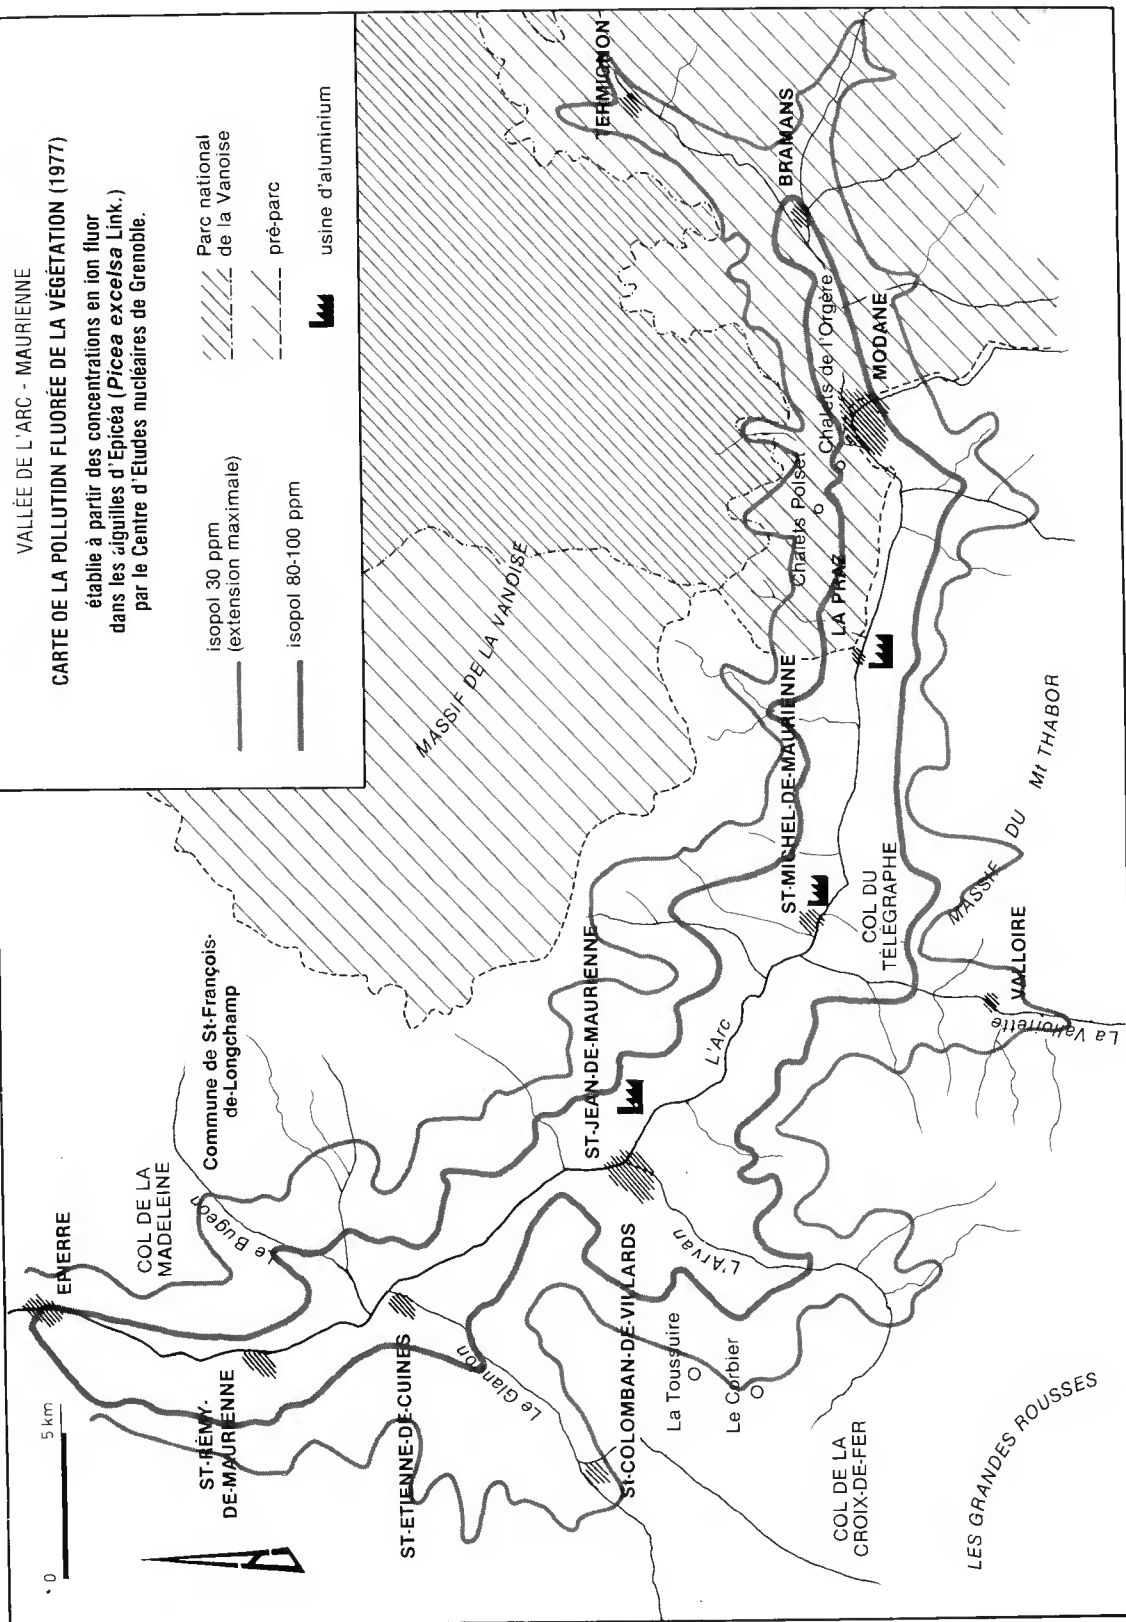 VALLÉE DE L'ARC - MAURIENNE
CARTE DE LA POLLUTION FLUORÉE DE LA VÉGÉTATION (1977)
établie à partir des concentrations en ion fluor
dans les aiguilles d'Epicéa (Picea excelsa Link.)
par le Centre d'Etudes nucléaires de Grenoble.
isopol 30 ppm
(extension maximale)
isopol 80-100 ppm
Parc national
de la Vanoise
pré-parc
usine d'aluminium
0
5 km
EPIERRE
COL DE LA
MADELEINE
Commune de St-François-
de-Longchamp
Le Bugeon
ST-RÉMY-
DE-MAURIENNE
ST-ETIENNE-DE-CUINES
Le Glandon
St-COLOMBAN-DE-VILLARDS
La Toussuire
Le Corbier
L'Arvan
COL DE LA
CROIX-DE-FER
LES GRANDES ROUSSES
ST-JEAN-DE-MAURIENNE
L'Arc
MASSIF DE LA VANOISE
ST-MICHEL-DE-MAURIENNE
COL DU
TÉLÉGRAPHE
VALLOIRE
La Valloirette
MASSIF DU Mt THABOR
LA PRAZ
Chalets Polset
Chalets de l'Orgère
MODANE
BRAMANS
TERMIGNON